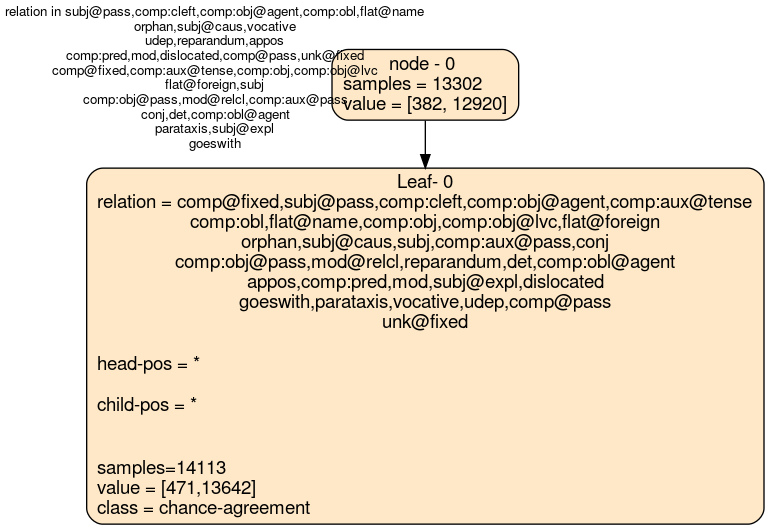 relation in subj@pass,comp:cleft,comp:obj@agent,comp:obl,flat@name
orphan,subj@caus,vocative
udep,reparandum,appos
comp:pred,mod,dislocated,comp@pass,unk@fixed
comp@fixed,comp:aux@tense,comp:obj,comp:obj@lvc
flat@foreign,subj
comp:obj@pass,mod@relcl,comp:aux@pass
conj,det,comp:obl@agent
parataxis,subj@expl
goeswith
node - 0
samples = 13302
value = [382, 12920]
Leaf- 0
relation = comp@fixed,subj@pass,comp:cleft,comp:obj@agent,comp:aux@tense
comp:obl,flat@name,comp:obj,comp:obj@lvc,flat@foreign
orphan,subj@caus,subj,comp:aux@pass,conj
comp:obj@pass,mod@relcl,reparandum,det,comp:obl@agent
appos,comp:pred,mod,subj@expl,dislocated
goeswith,parataxis,vocative,udep,comp@pass
unk@fixed
head-pos = *
child-pos = *
samples=14113
value = [471,13642]
class = chance-agreement